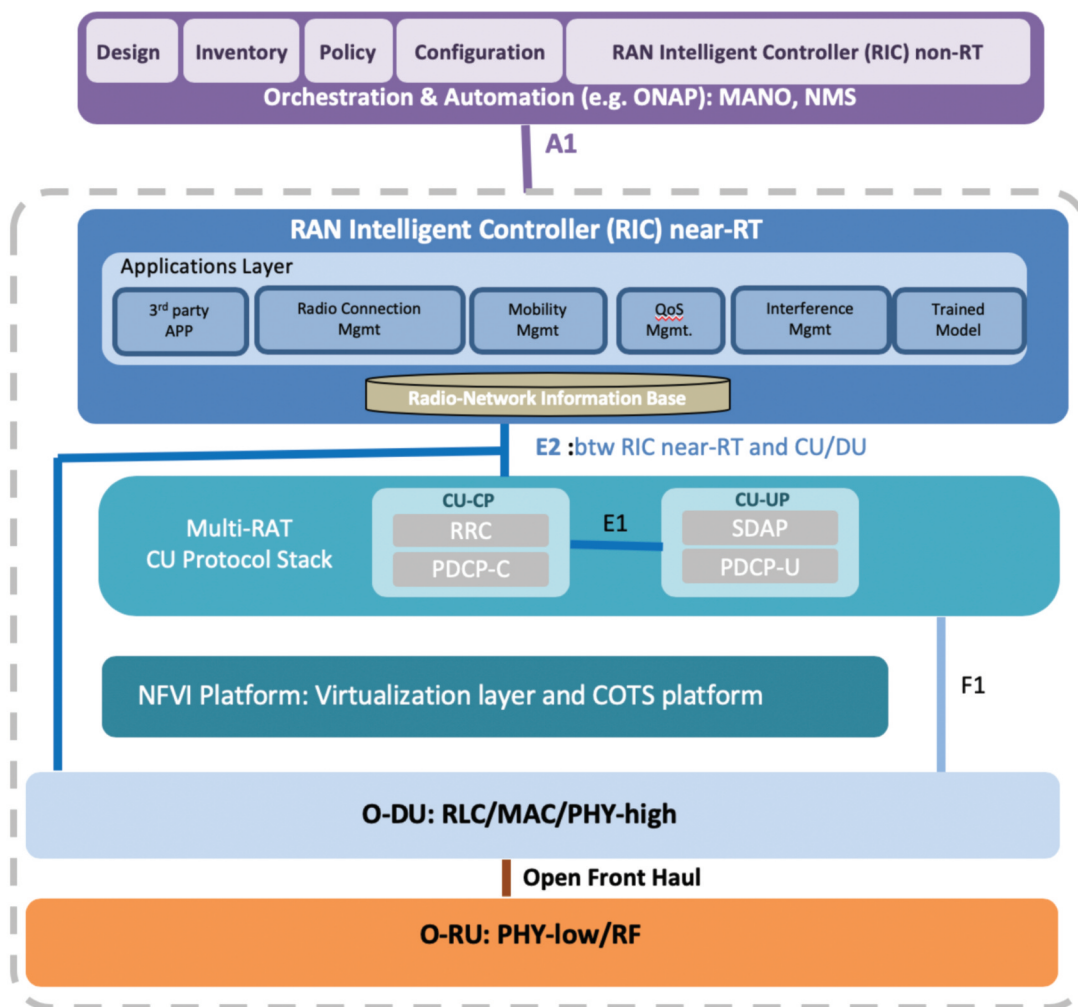 Design
Inventory
Policy
Configuration
RAN Intelligent Controller (RIC) non-RT
Orchestration & Automation (e.g. ONAP): MANO, NMS
A1
RAN Intelligent Controller (RIC) near-RT
Applications Layer
3rd party
APP
Radio Connection
Mgmt
Mobility
Mgmt
QoS
Mgmt.
Interference
Mgmt
Trained
Model
Radio-Network Information Base
E2 :btw RIC near-RT and CU/DU
Multi-RAT
CU Protocol Stack
CU-CP
RRC
PDCP-C
E1
CU-UP
SDAP
PDCP-U
NFVI Platform: Virtualization layer and COTS platform
F1
O-DU: RLC/MAC/PHY-high
Open Front Haul
O-RU: PHY-low/RF